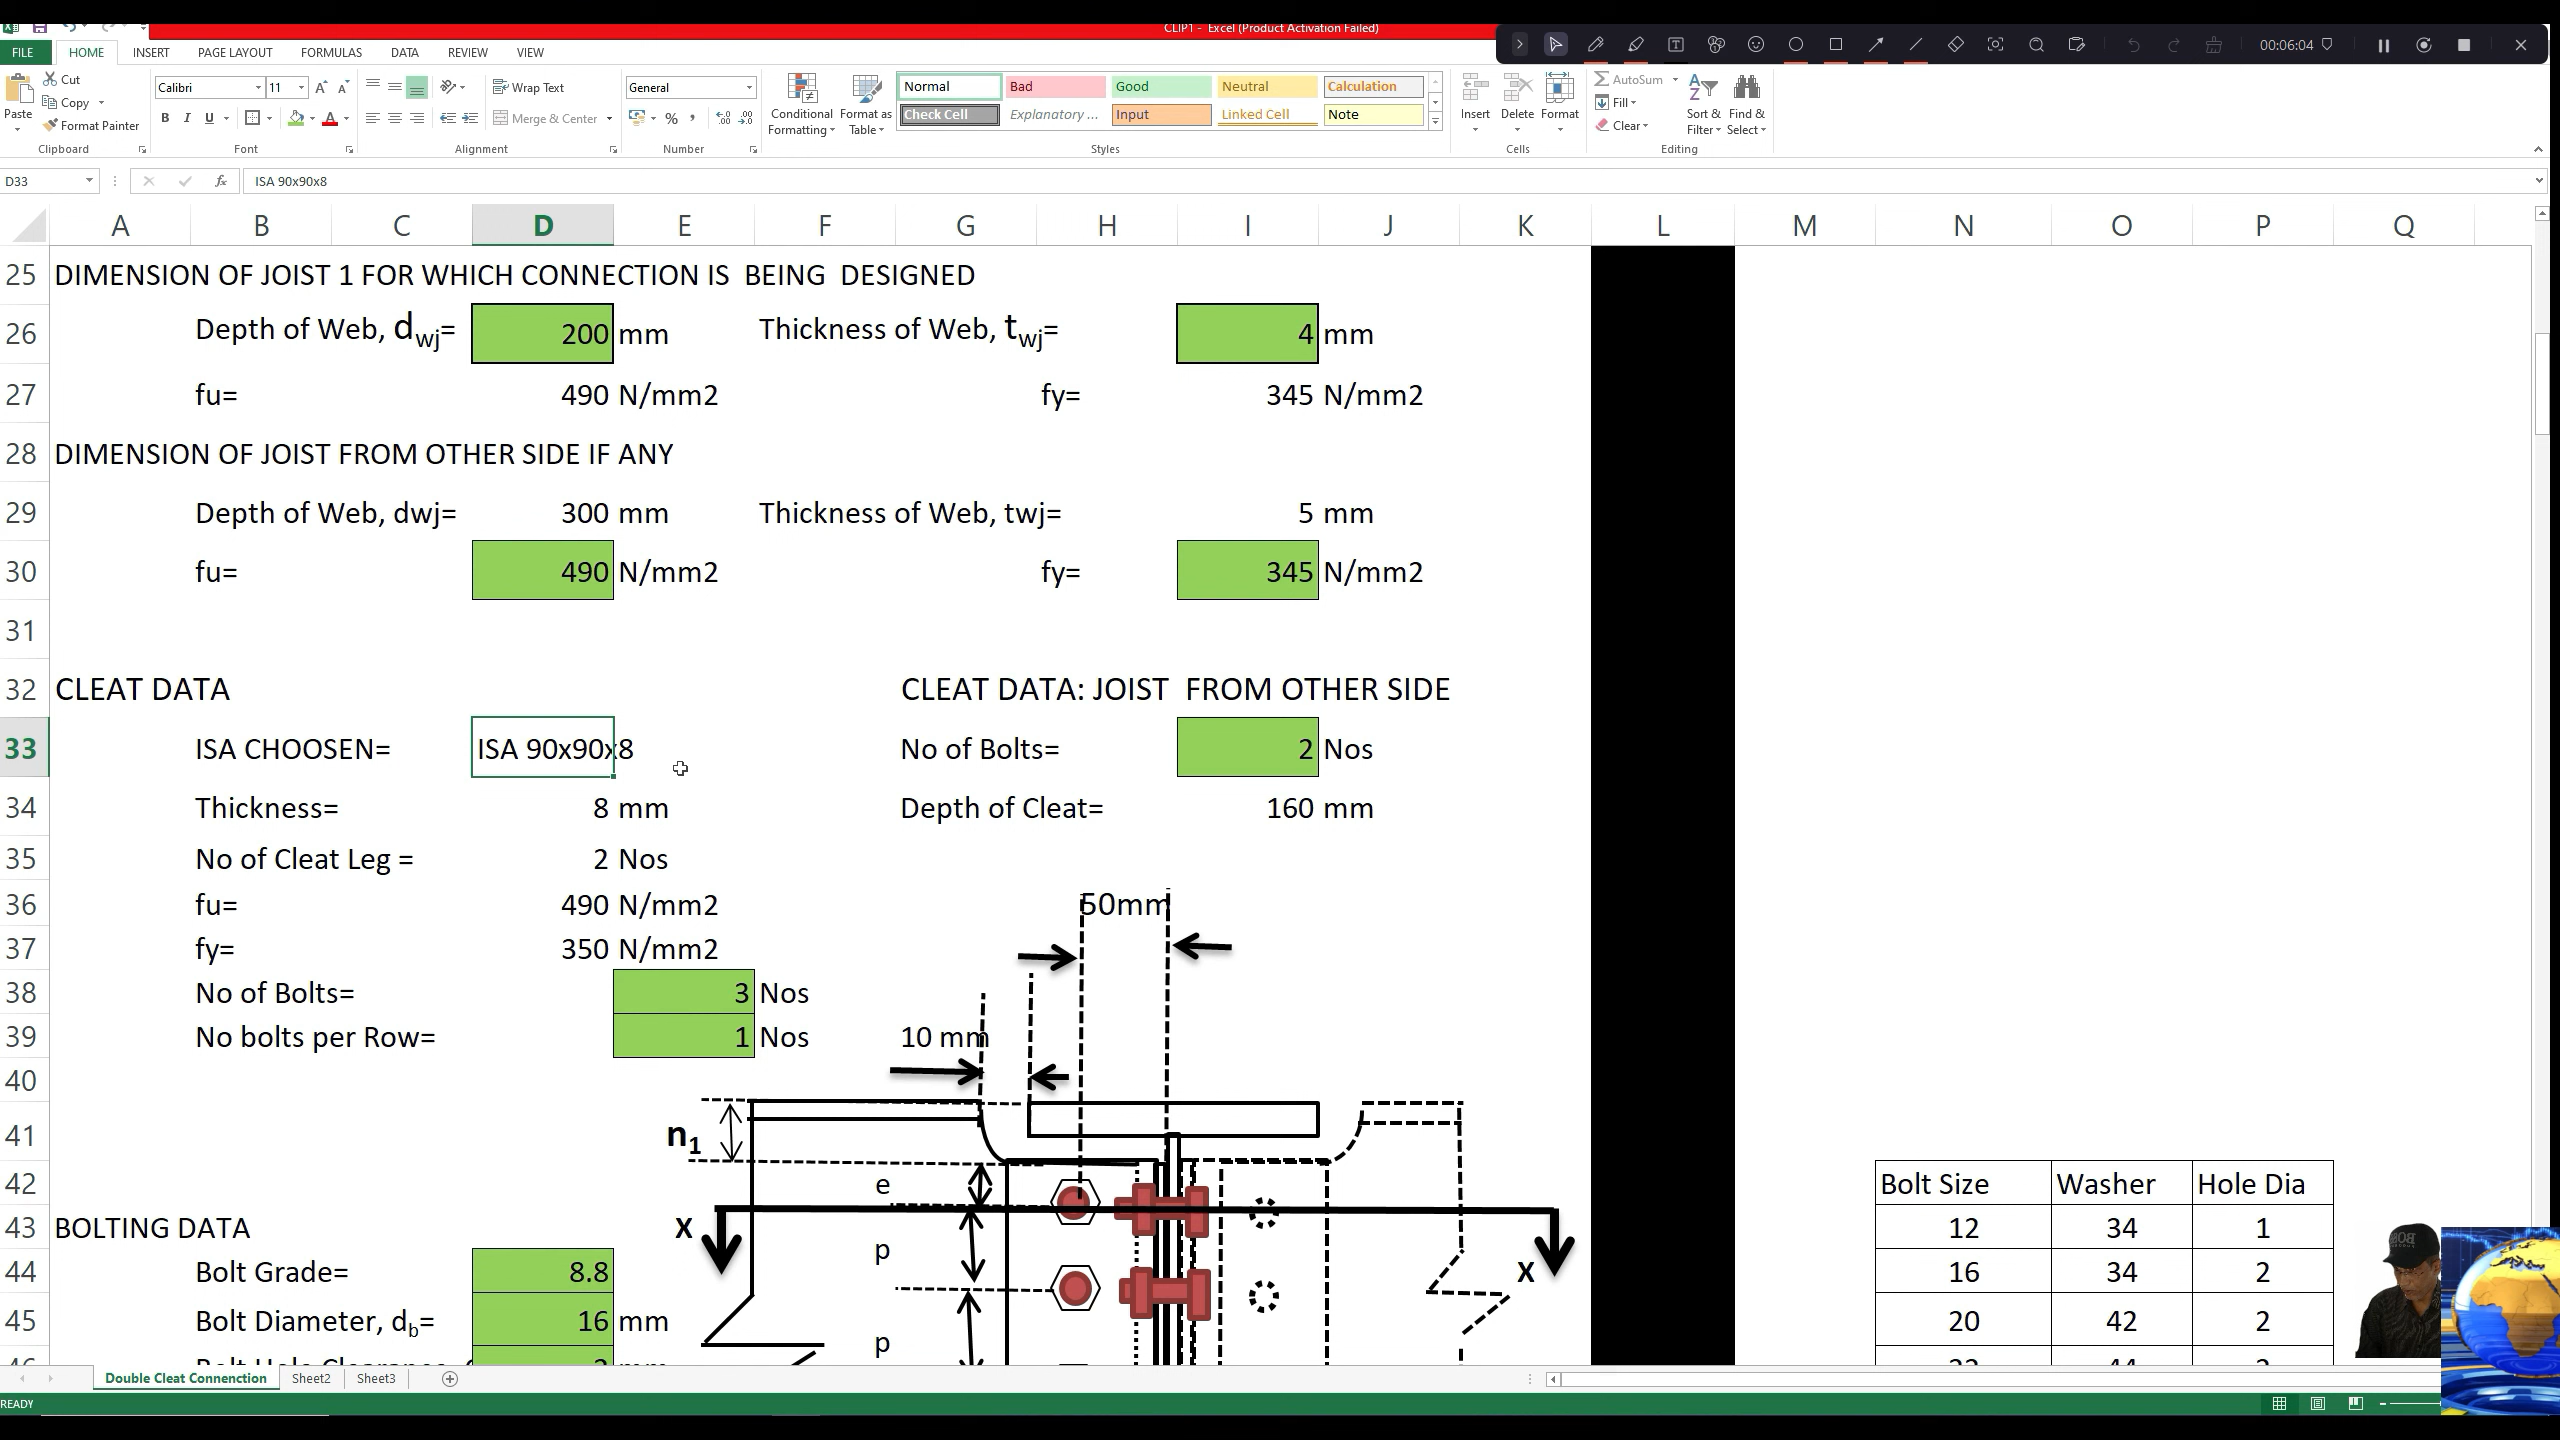 CLIP1 - Excel (Product Activation Failed)
FILE HOME INSERT PAGE LAYOUT FORMULAS DATA REVIEW VIEW
00:06:04
Cut
Copy
Format Painter
Paste
Clipboard
Calibri 11
B I U
Font
Wrap Text
Merge & Center
Alignment
General
Number
Conditional Formatting
Format as Table
Normal Bad Good Neutral Calculation
Check Cell Explanatory ... Input Linked Cell Note
Styles
Insert Delete Format
Cells
AutoSum
Fill
Clear
Sort & Filter
Find & Select
Editing
D33 fx ISA 90x90x8
A B C D E F G H I J K L M N O P Q
25 DIMENSION OF JOIST 1 FOR WHICH CONNECTION IS BEING DESIGNED
26 Depth of Web, dwj= 200 mm Thickness of Web, twj= 4 mm
27 fu= 490 N/mm2 fy= 345 N/mm2
28 DIMENSION OF JOIST FROM OTHER SIDE IF ANY
29 Depth of Web, dwj= 300 mm Thickness of Web, twj= 5 mm
30 fu= 490 N/mm2 fy= 345 N/mm2
31
32 CLEAT DATA CLEAT DATA: JOIST FROM OTHER SIDE
33 ISA CHOOSEN= ISA 90x90x8 No of Bolts= 2 Nos
34 Thickness= 8 mm Depth of Cleat= 160 mm
35 No of Cleat Leg = 2 Nos
36 fu= 490 N/mm2 50mm
37 fy= 350 N/mm2
38 No of Bolts= 3 Nos
39 No bolts per Row= 1 Nos 10 mm
40
41 n1
42 e Bolt Size Washer Hole Dia
43 BOLTING DATA X 12 34 1
p
44 Bolt Grade= 8.8 X 16 34 2
45 Bolt Diameter, db= 16 mm 20 42 2
p
Double Cleat Connenction Sheet2 Sheet3
READY